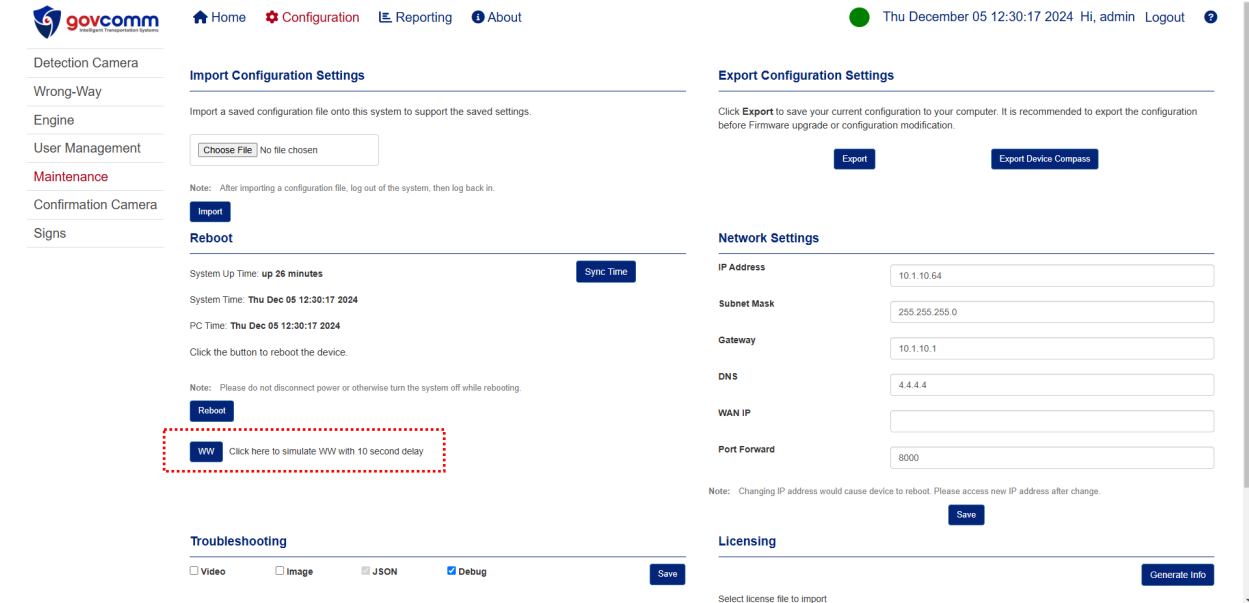 govcomm
Intelligent Transportation Systems
Home
Configuration
Reporting
About
Thu December 05 12:30:17 2024 Hi, admin Logout
Detection Camera
Wrong-Way
Engine
User Management
Maintenance
Confirmation Camera
Signs
Import Configuration Settings
Import a saved configuration file onto this system to support the saved settings.
Choose File No file chosen
Note: After importing a configuration file, log out of the system, then log back in.
Import
Export Configuration Settings
Click Export to save your current configuration to your computer. It is recommended to export the configuration
before Firmware upgrade or configuration modification.
Export
Export Device Compass
Reboot
System Up Time: up 26 minutes
Sync Time
System Time: Thu Dec 05 12:30:17 2024
PC Time: Thu Dec 05 12:30:17 2024
Click the button to reboot the device.
Note: Please do not disconnect power or otherwise turn the system off while rebooting.
Reboot
WW Click here to simulate WW with 10 second delay
Network Settings
IP Address 10.1.10.64
Subnet Mask 255.255.255.0
Gateway 10.1.10.1
DNS 4.4.4.4
WAN IP
Port Forward 8000
Note: Changing IP address would cause device to reboot. Please access new IP address after change.
Save
Troubleshooting
Video Image JSON Debug
Save
Licensing
Generate Info
Select license file to import